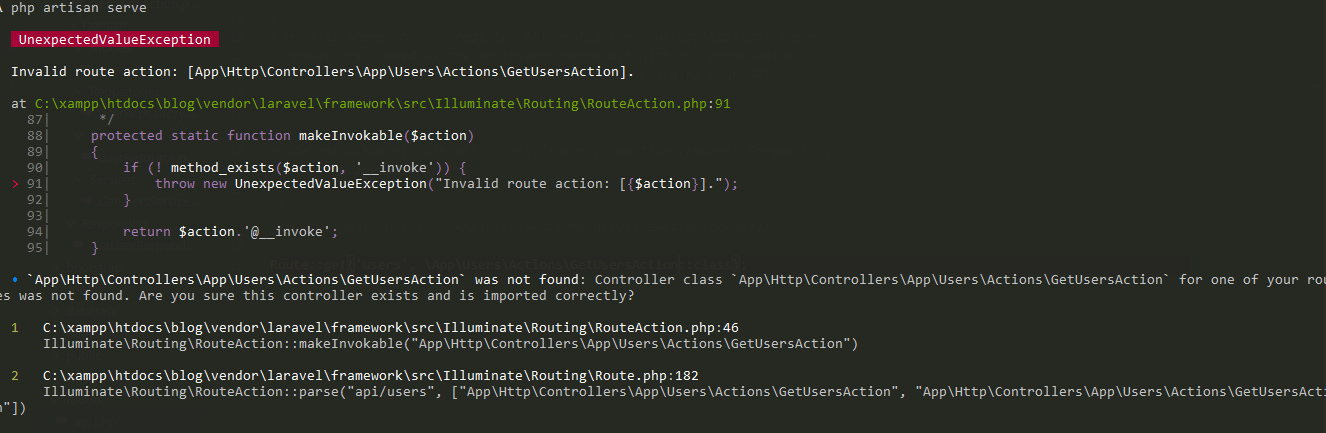 php artisan serve
UnexpectedValueException
Invalid route action: [App\Http\Controllers\App\Users\Actions\GetUsersAction].
at C:\xampp\htdocs\blog\vendor\laravel\framework\src\Illuminate\Routing\RouteAction.php:91
87|      */
88|     protected static function makeInvokable($action)
89|     {
90|         if (! method_exists($action, '__invoke')) {
> 91|             throw new UnexpectedValueException("Invalid route action: [{$action}].");
92|         }
93|
94|         return $action.'@__invoke';
95|     }
• `App\Http\Controllers\App\Users\Actions\GetUsersAction` was not found: Controller class `App\Http\Controllers\App\Users\Actions\GetUsersAction` for one of your rou
es was not found. Are you sure this controller exists and is imported correctly?
1   C:\xampp\htdocs\blog\vendor\laravel\framework\src\Illuminate\Routing\RouteAction.php:46
Illuminate\Routing\RouteAction::makeInvokable("App\Http\Controllers\App\Users\Actions\GetUsersAction")
2   C:\xampp\htdocs\blog\vendor\laravel\framework\src\Illuminate\Routing\Route.php:182
Illuminate\Routing\RouteAction::parse("api/users", ["App\Http\Controllers\App\Users\Actions\GetUsersAction", "App\Http\Controllers\App\Users\Actions\GetUsersActi
n"])